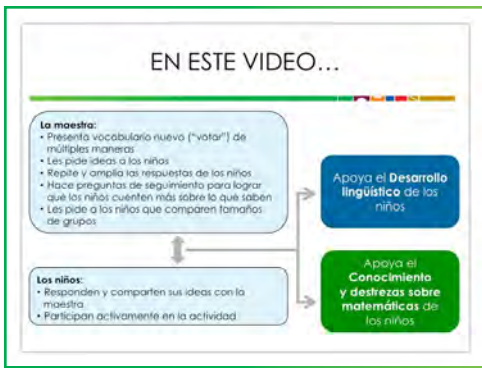 EN ESTE VIDEO...
La maestra:
• Presenta vocabulario nuevo ("votar") de
múltiples maneras
• Les pide ideas a los niños
• Repite y amplía las respuestas de los niños
• Hace preguntas de seguimiento para lograr
que los niños cuenten más sobre lo que saben
• Les pide a los niños que comparen tamaños
de grupos
Apoya el Desarrollo
lingüístico de los
niños
Los niños:
• Responden y comparten sus ideas con la
maestra
• Participan activamente en la actividad
Apoya el
Conocimiento
y destrezas sobre
matemáticas de
los niños